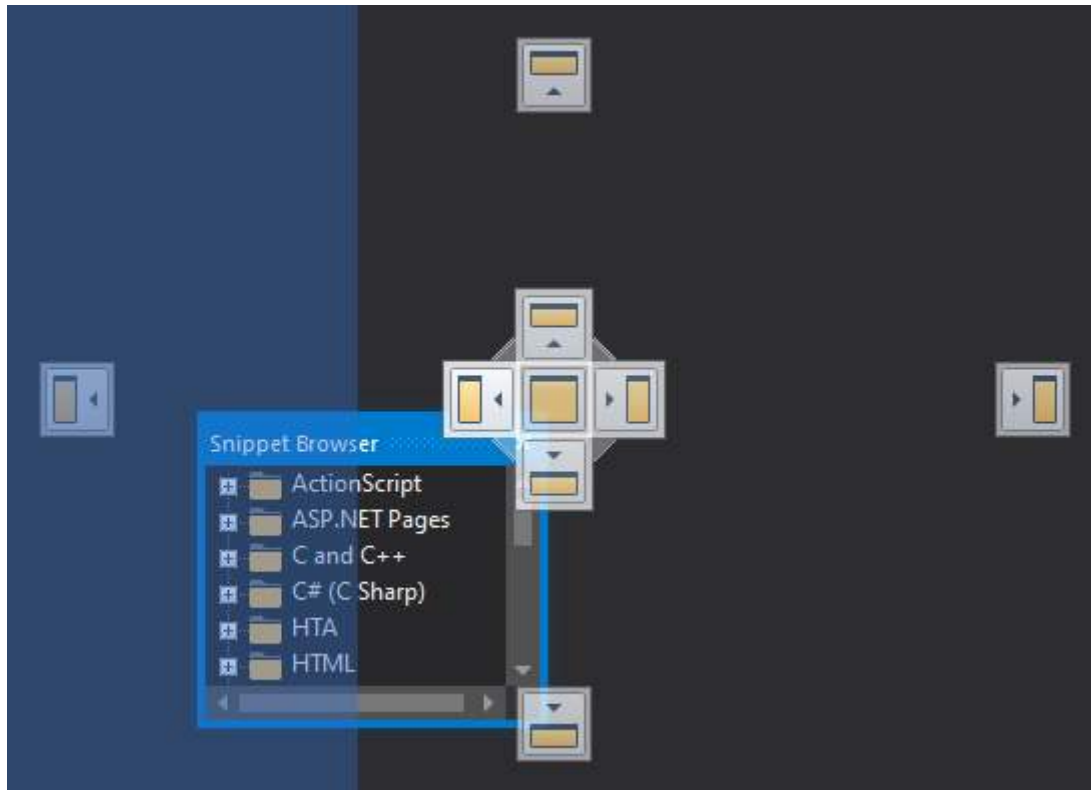 Snippet Browser
ActionScript
ASP.NET Pages
C and C++
C# (C Sharp)
HTA
HTML